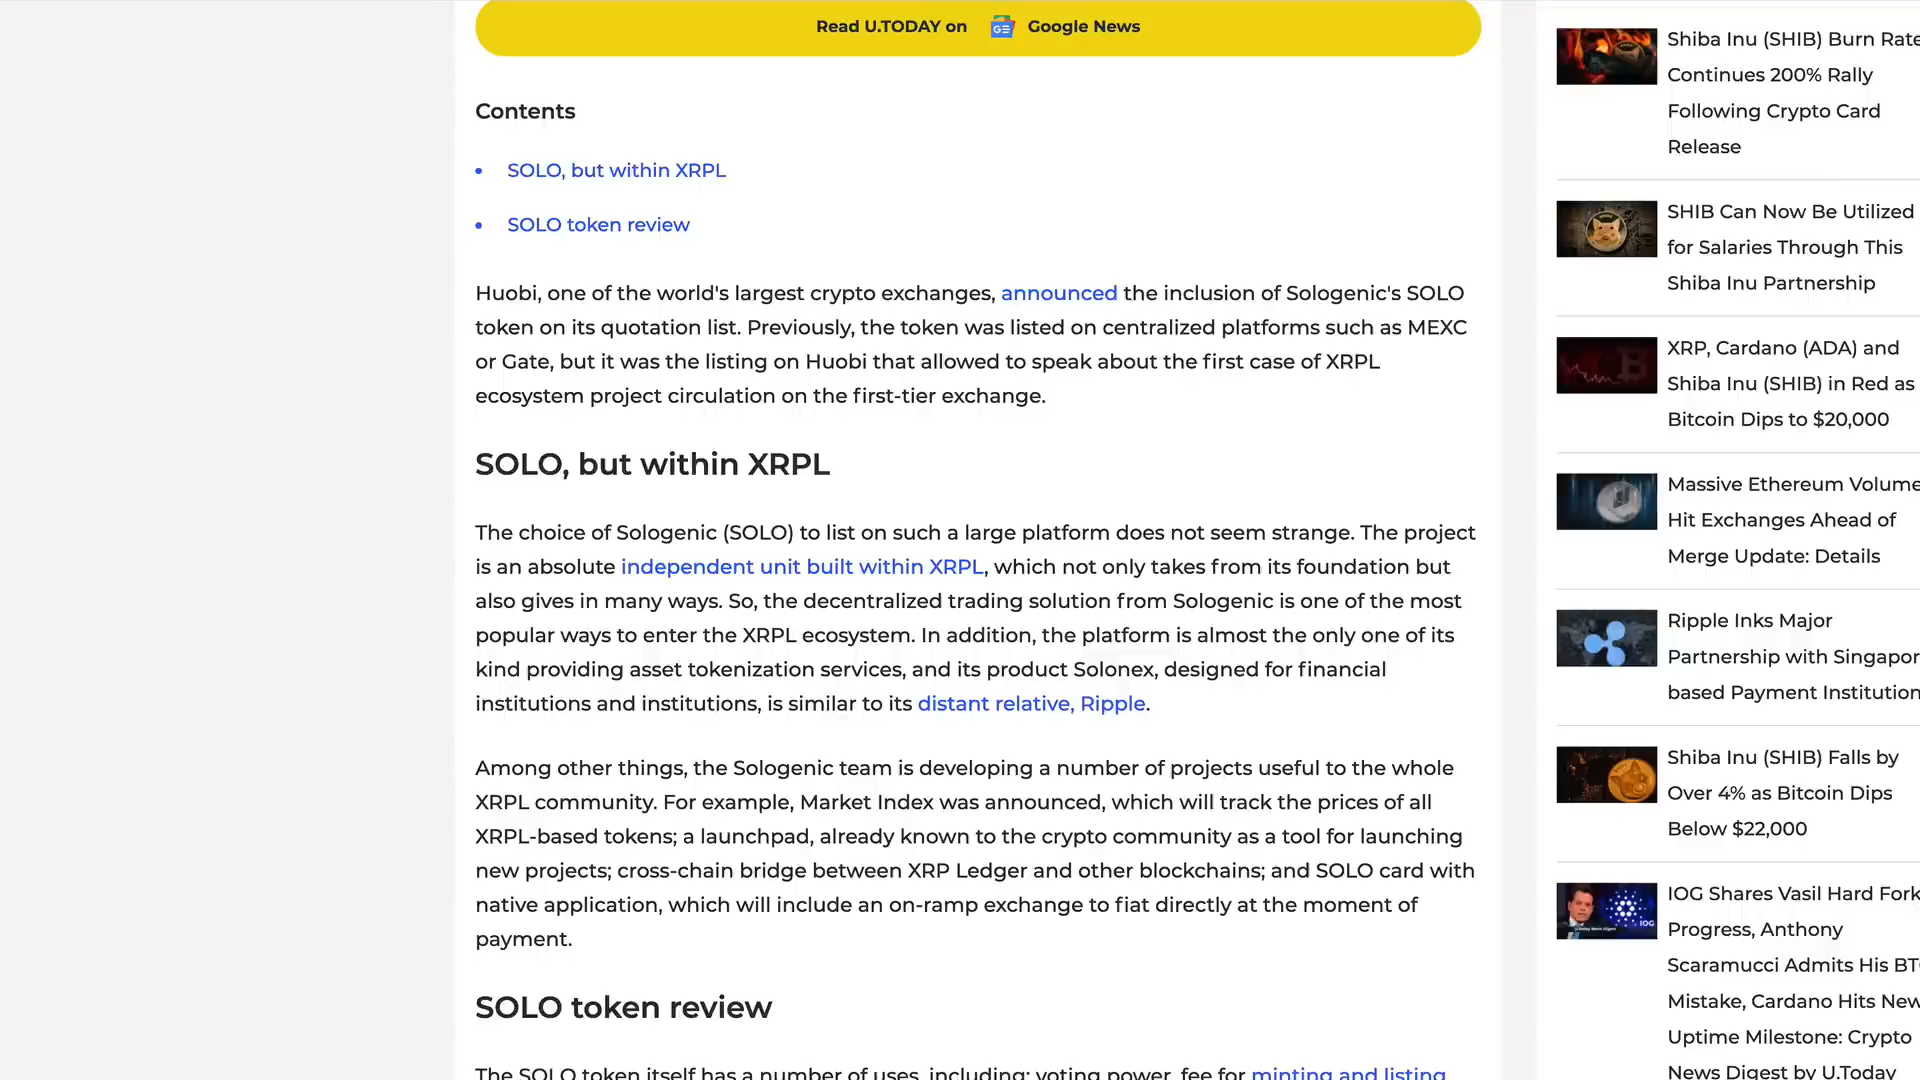 Read U.TODAY on Google News
Contents
SOLO, but within XRPL
SOLO token review
Huobi, one of the world's largest crypto exchanges, announced the inclusion of Sologenic's SOLO
token on its quotation list. Previously, the token was listed on centralized platforms such as MEXC
or Gate, but it was the listing on Huobi that allowed to speak about the first case of XRPL
ecosystem project circulation on the first-tier exchange.
SOLO, but within XRPL
The choice of Sologenic (SOLO) to list on such a large platform does not seem strange. The project
is an absolute independent unit built within XRPL, which not only takes from its foundation but
also gives in many ways. So, the decentralized trading solution from Sologenic is one of the most
popular ways to enter the XRPL ecosystem. In addition, the platform is almost the only one of its
kind providing asset tokenization services, and its product Solonex, designed for financial
institutions and institutions, is similar to its distant relative, Ripple.
Among other things, the Sologenic team is developing a number of projects useful to the whole
XRPL community. For example, Market Index was announced, which will track the prices of all
XRPL-based tokens; a launchpad, already known to the crypto community as a tool for launching
new projects; cross-chain bridge between XRP Ledger and other blockchains; and SOLO card with
native application, which will include an on-ramp exchange to fiat directly at the moment of
payment.
SOLO token review
The SOLO token itself has a number of uses, including: voting power, fee for minting and listing
Shiba Inu (SHIB) Burn Rate
Continues 200% Rally
Following Crypto Card
Release
SHIB Can Now Be Utilized
for Salaries Through This
Shiba Inu Partnership
XRP, Cardano (ADA) and
Shiba Inu (SHIB) in Red as
Bitcoin Dips to $20,000
Massive Ethereum Volume
Hit Exchanges Ahead of
Merge Update: Details
Ripple Inks Major
Partnership with Singapor
based Payment Institution
Shiba Inu (SHIB) Falls by
Over 4% as Bitcoin Dips
Below $22,000
IOG Shares Vasil Hard Fork
Progress, Anthony
Scaramucci Admits His BT
Mistake, Cardano Hits New
Uptime Milestone: Crypto
News Digest by U.Today